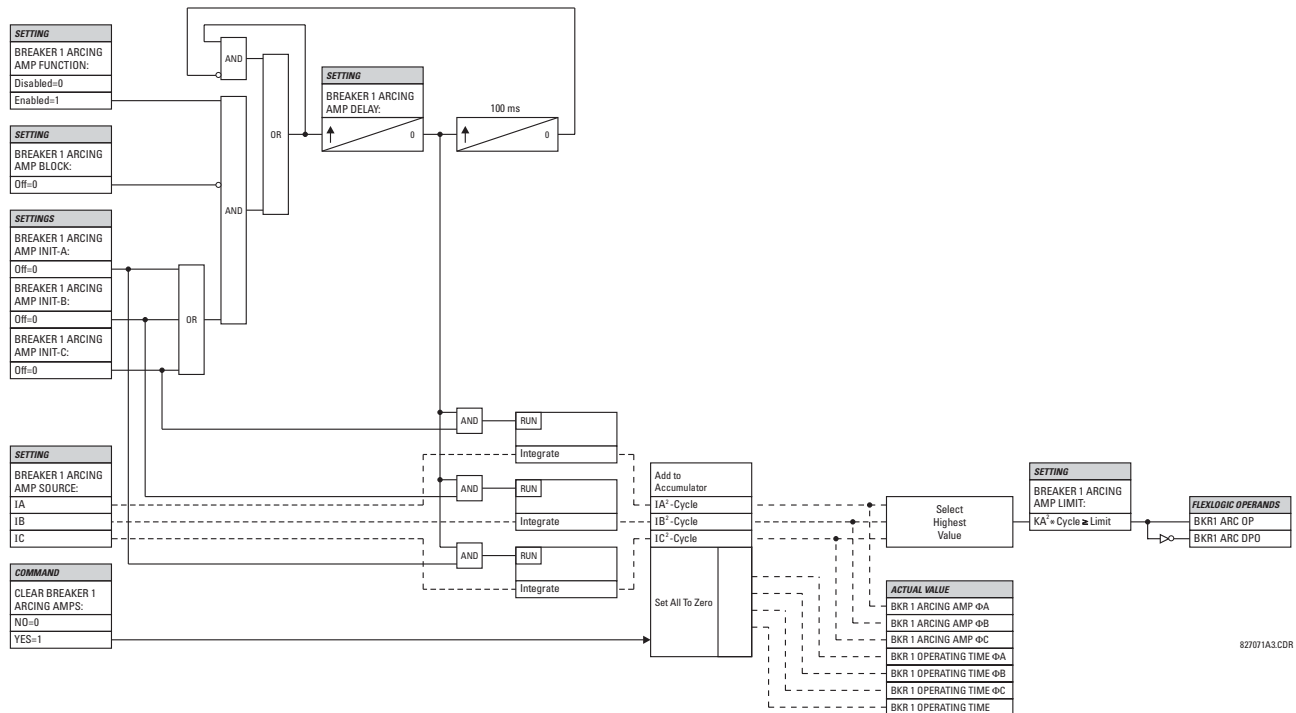 SETTING
BREAKER 1 ARCING
AMP FUNCTION:
Disabled=0
Enabled=1
SETTING
BREAKER 1 ARCING
AMP BLOCK:
Off=0
SETTINGS
BREAKER 1 ARCING
AMP INIT-A:
Off=0
BREAKER 1 ARCING
AMP INIT-B:
Off=0
BREAKER 1 ARCING
AMP INIT-C:
Off=0
SETTING
BREAKER 1 ARCING
AMP SOURCE:
IA
IB
IC
COMMAND
CLEAR BREAKER 1
ARCING AMPS:
NO=0
YES=1
AND
OR
AND
OR
SETTING
BREAKER 1 ARCING
AMP DELAY:
0
100 ms
0
AND
RUN
Integrate
AND
RUN
Integrate
AND
RUN
Integrate
Add to
Accumulator
IA²-Cycle
IB²-Cycle
IC²-Cycle
Set All To Zero
Select
Highest
Value
SETTING
BREAKER 1 ARCING
AMP LIMIT:
KA²*Cycle ≥ Limit
FLEXLOGIC OPERANDS
BKR1 ARC OP
BKR1 ARC DPO
ACTUAL VALUE
BKR 1 ARCING AMP ΦA
BKR 1 ARCING AMP ΦB
BKR 1 ARCING AMP ΦC
BKR 1 OPERATING TIME ΦA
BKR 1 OPERATING TIME ΦB
BKR 1 OPERATING TIME ΦC
BKR 1 OPERATING TIME
827071A3.CDR